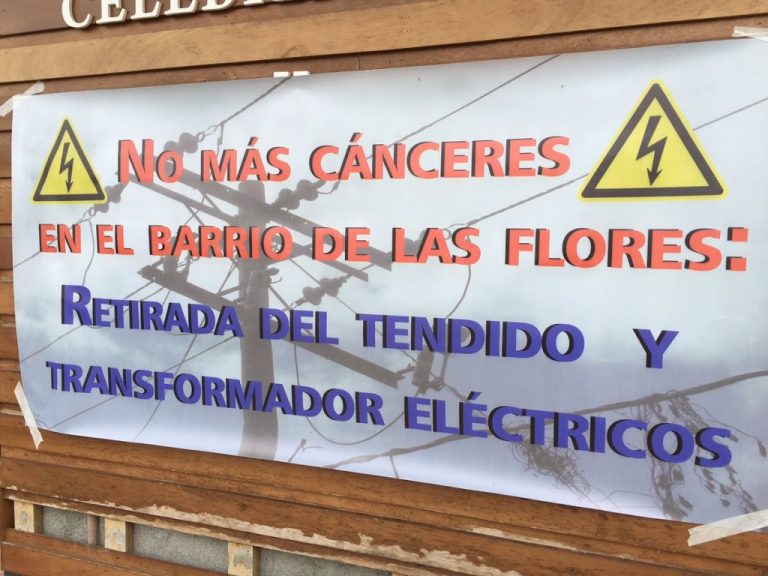 No más cánceres
en el barrio de las flores:
Retirada del tendido y
transformador eléctricos